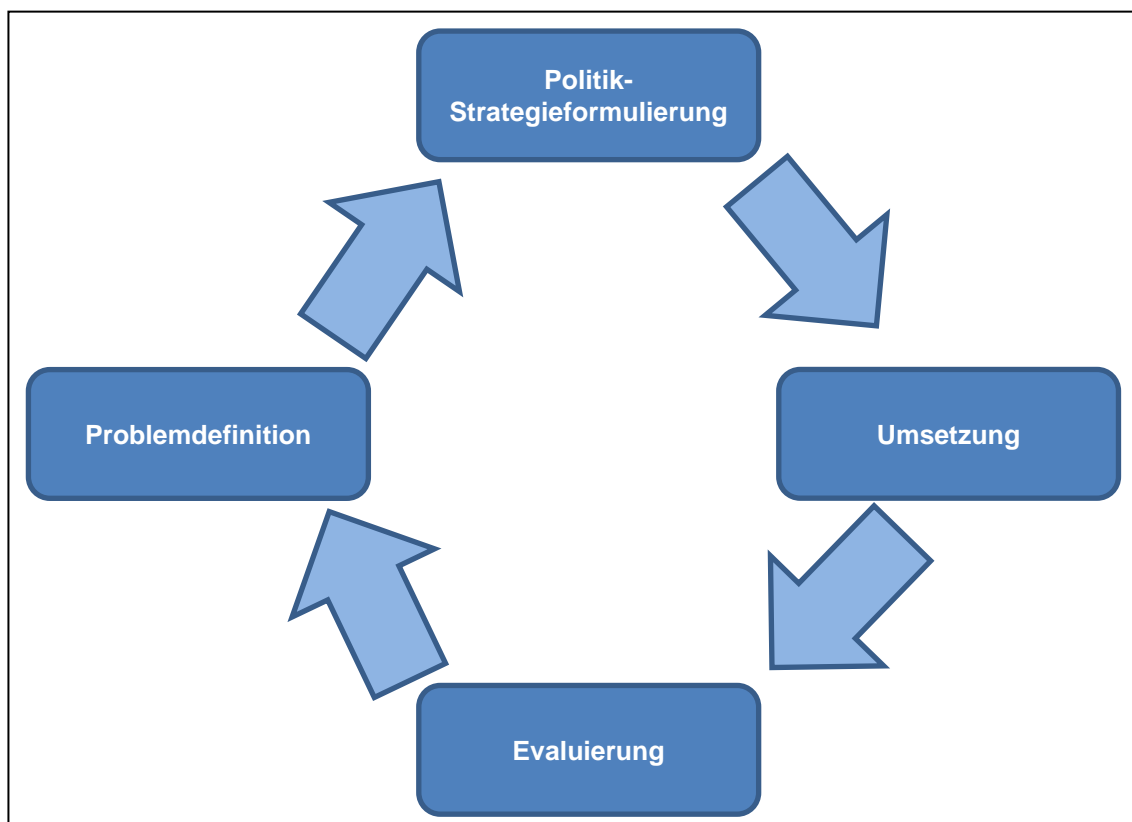 Politik-
Strategieformulierung
Problemdefinition
Umsetzung
Evaluierung